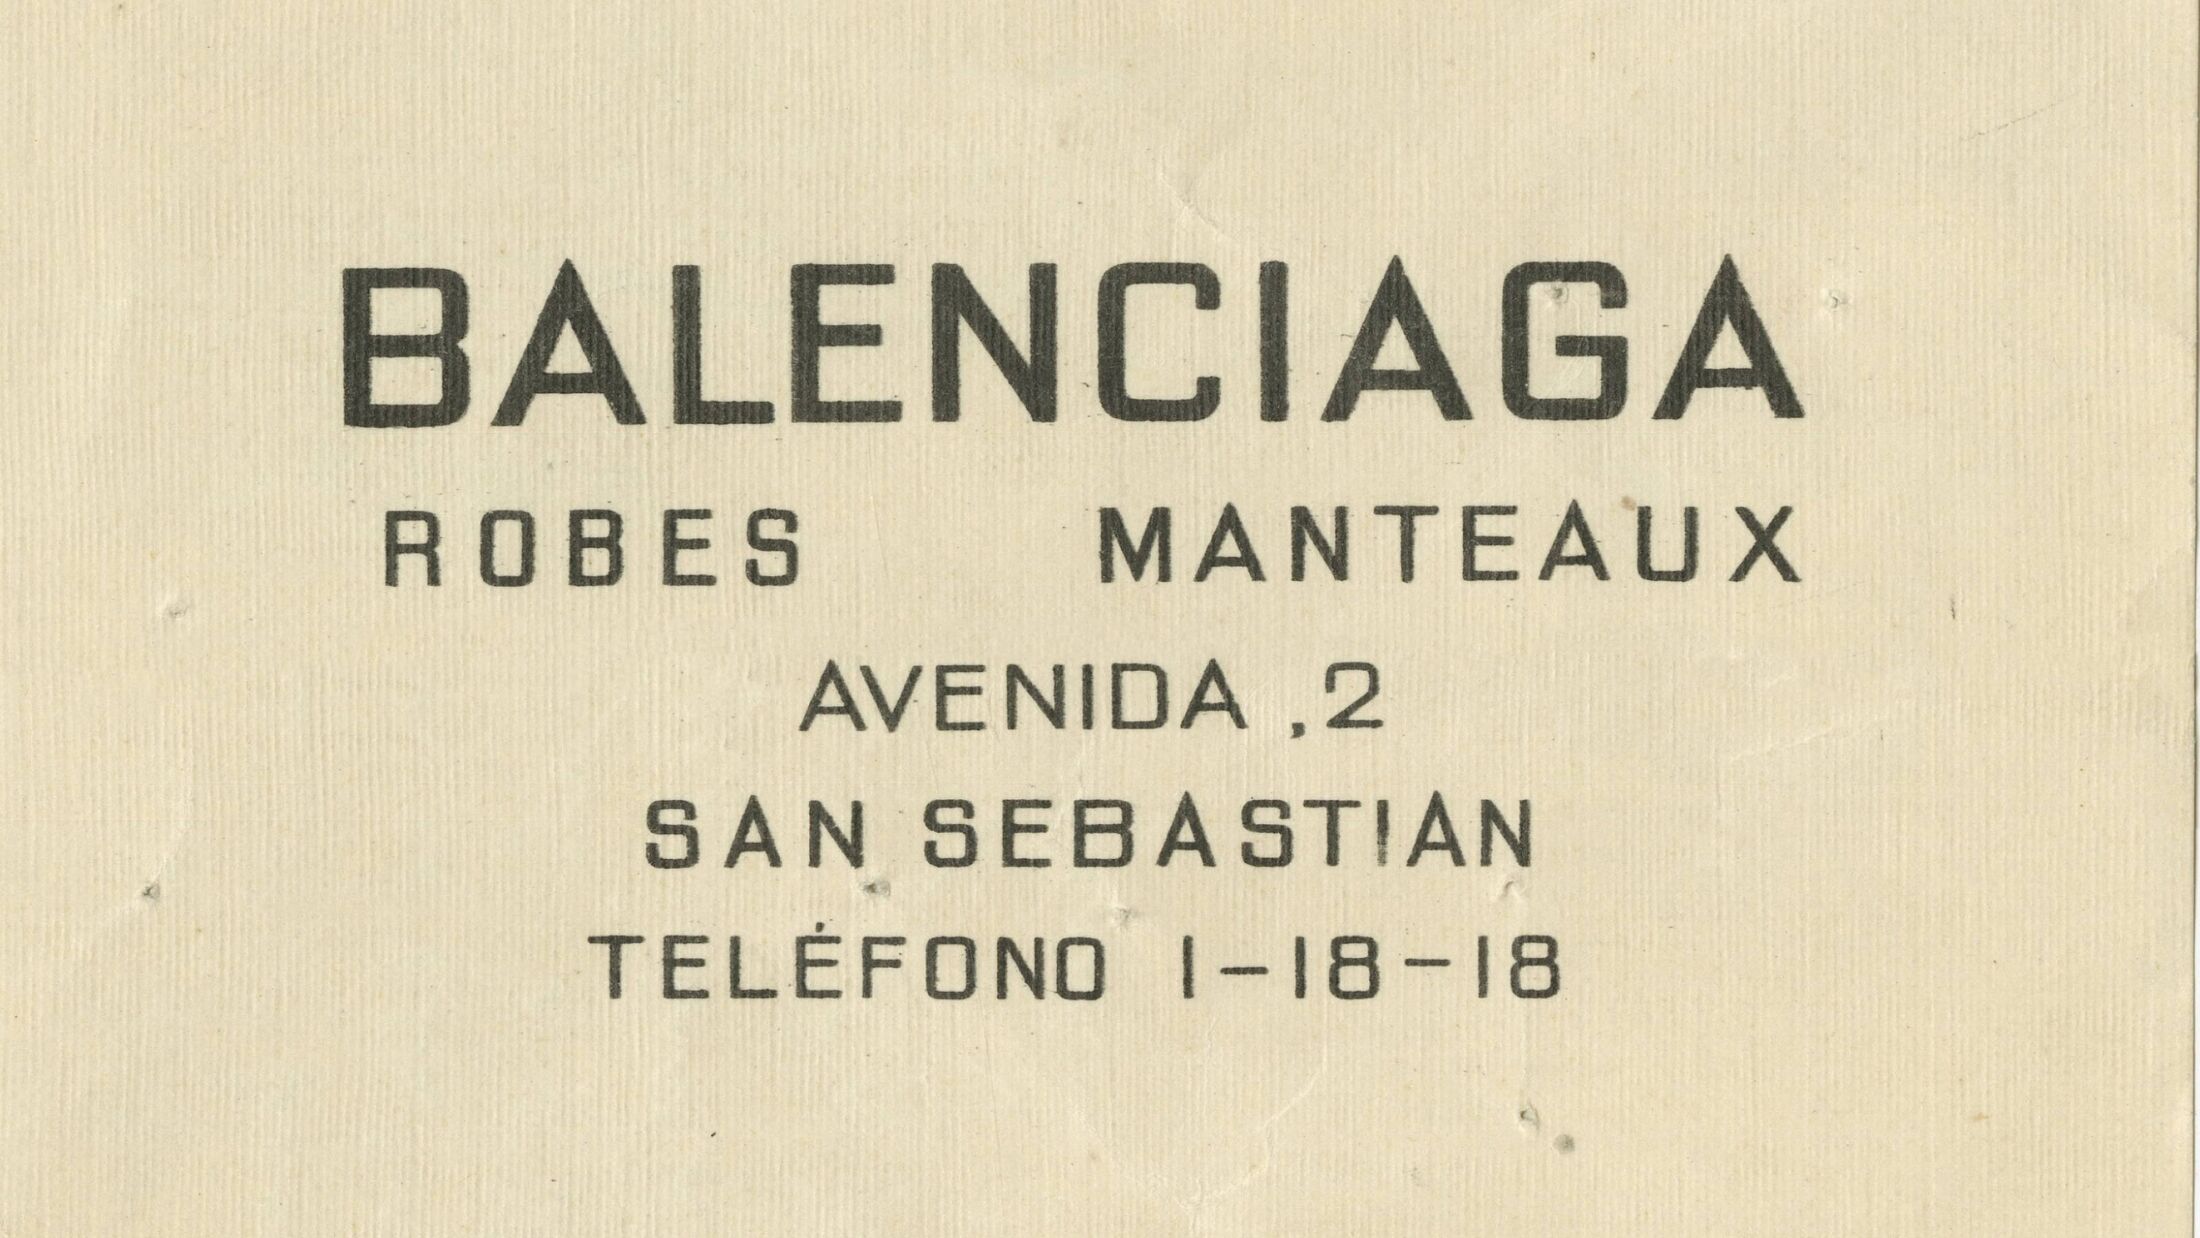 BALENCIAGA
ROBES MANTEAUX
AVENIDA ,2
SAN SEBASTIAN
TELÉFONO 1-18-18